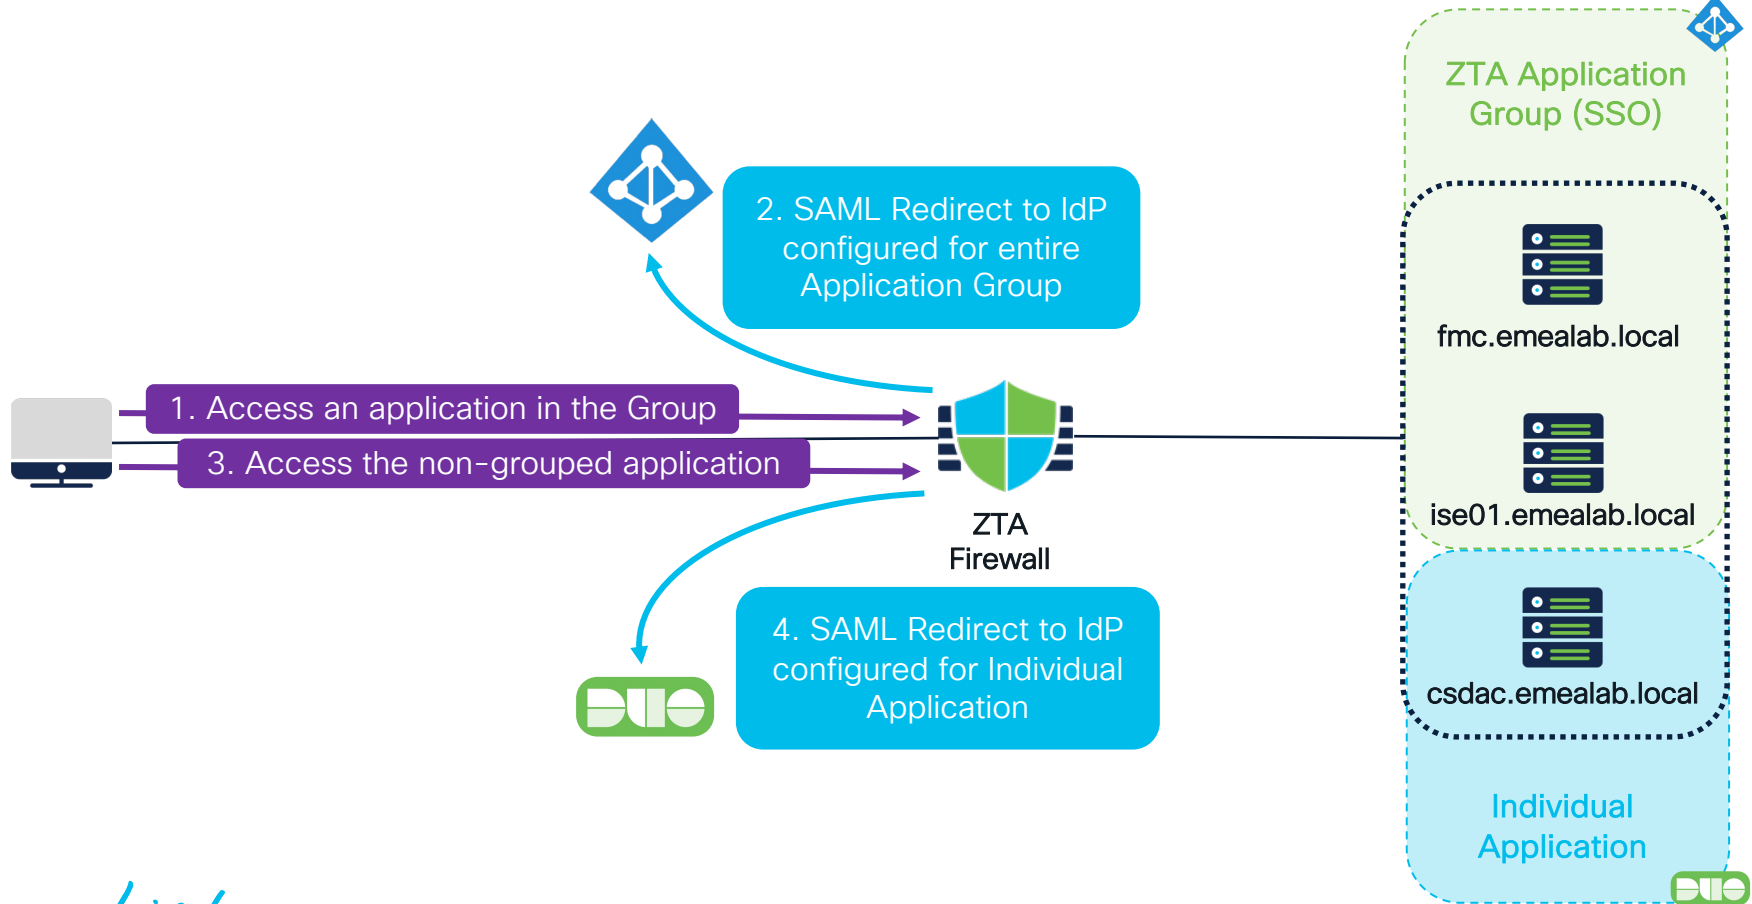 ZTA Application
Group (SSO)
2. SAML Redirect to IdP
configured for entire
Application Group
fmc.emealab.local
1. Access an application in the Group
3. Access the non-grouped application
ise01.emealab.local
ZTA
Firewall
4. SAML Redirect to IdP
configured for Individual
Application
csdac.emealab.local
DUO
Individual
Application
DUO